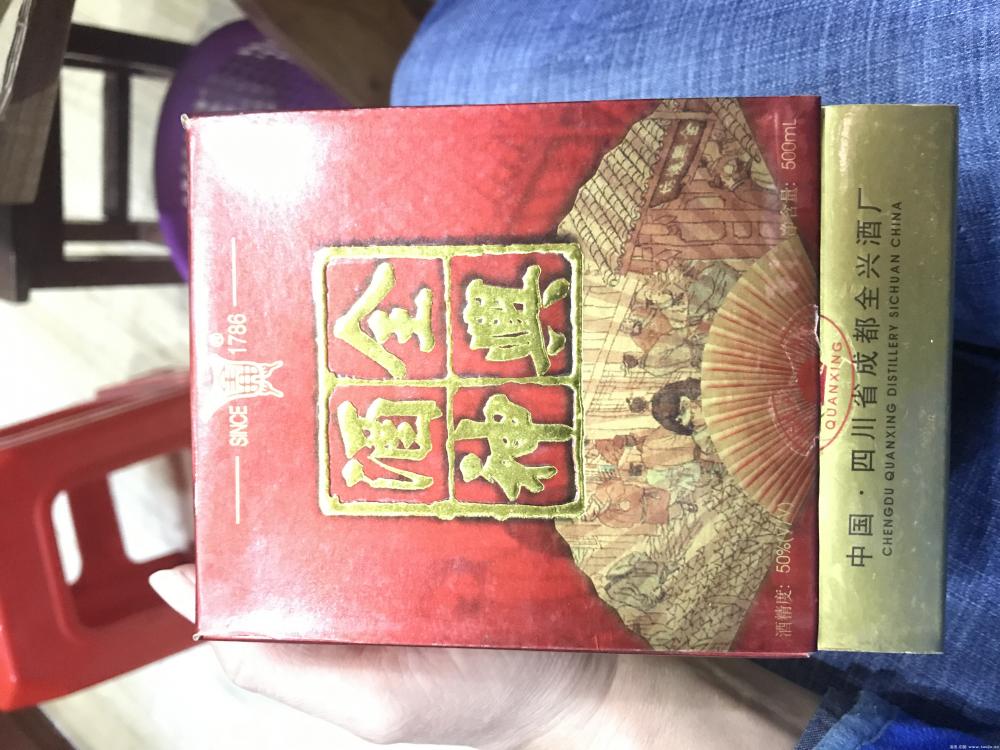 SINCE 1786
全興
酒神
酒精度: 50%(V/ 含量: 500mL
QUANXING
中国·四川省成都全兴酒厂
CHENGDU QUANXING DISTILLERY SICHUAN CHINA